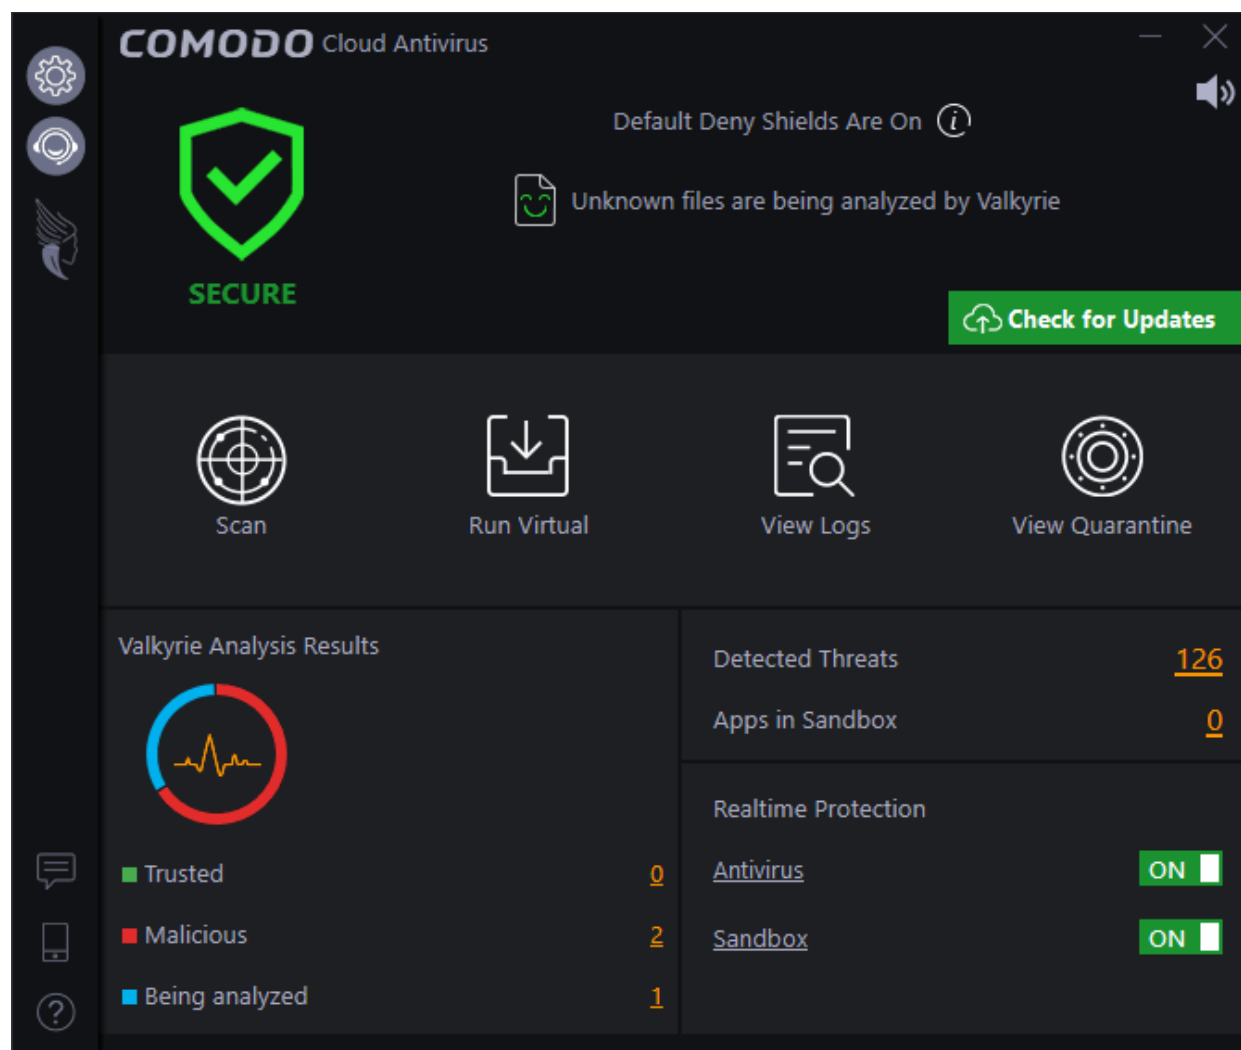 COMODO Cloud Antivirus
Default Deny Shields Are On
Unknown files are being analyzed by Valkyrie
SECURE
Check for Updates
Scan
Run Virtual
View Logs
View Quarantine
Valkyrie Analysis Results
Trusted 0
Malicious 2
Being analyzed 1
Detected Threats 126
Apps in Sandbox 0
Realtime Protection
Antivirus ON
Sandbox ON